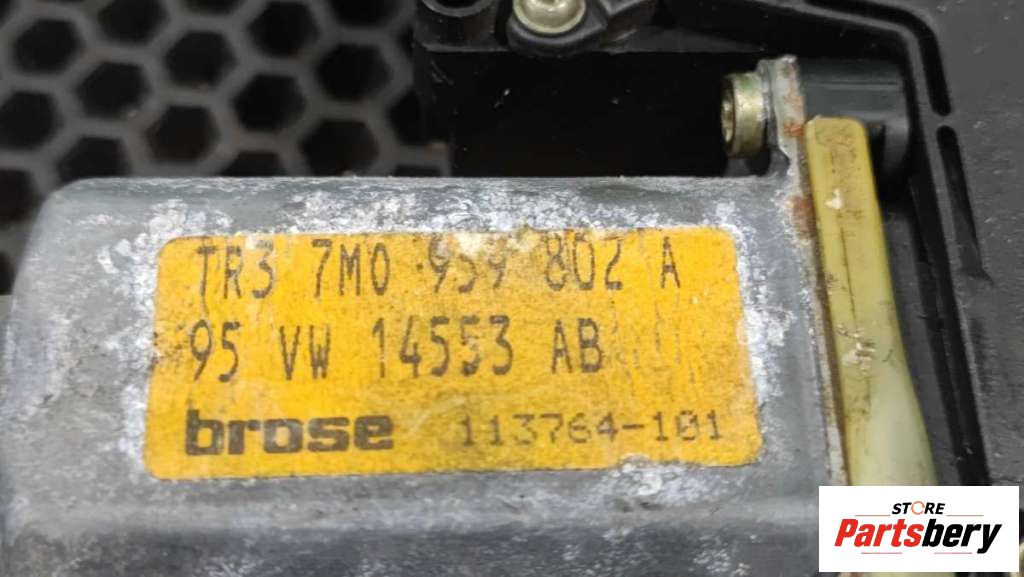 TR3 7M0 959 802 A
95 VW 14553 AB
brose 113764-101
STORE
Partsbery